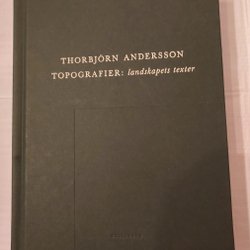 THORBJÖRN ANDERSSON
TOPOGRAFIER: landskapets texter